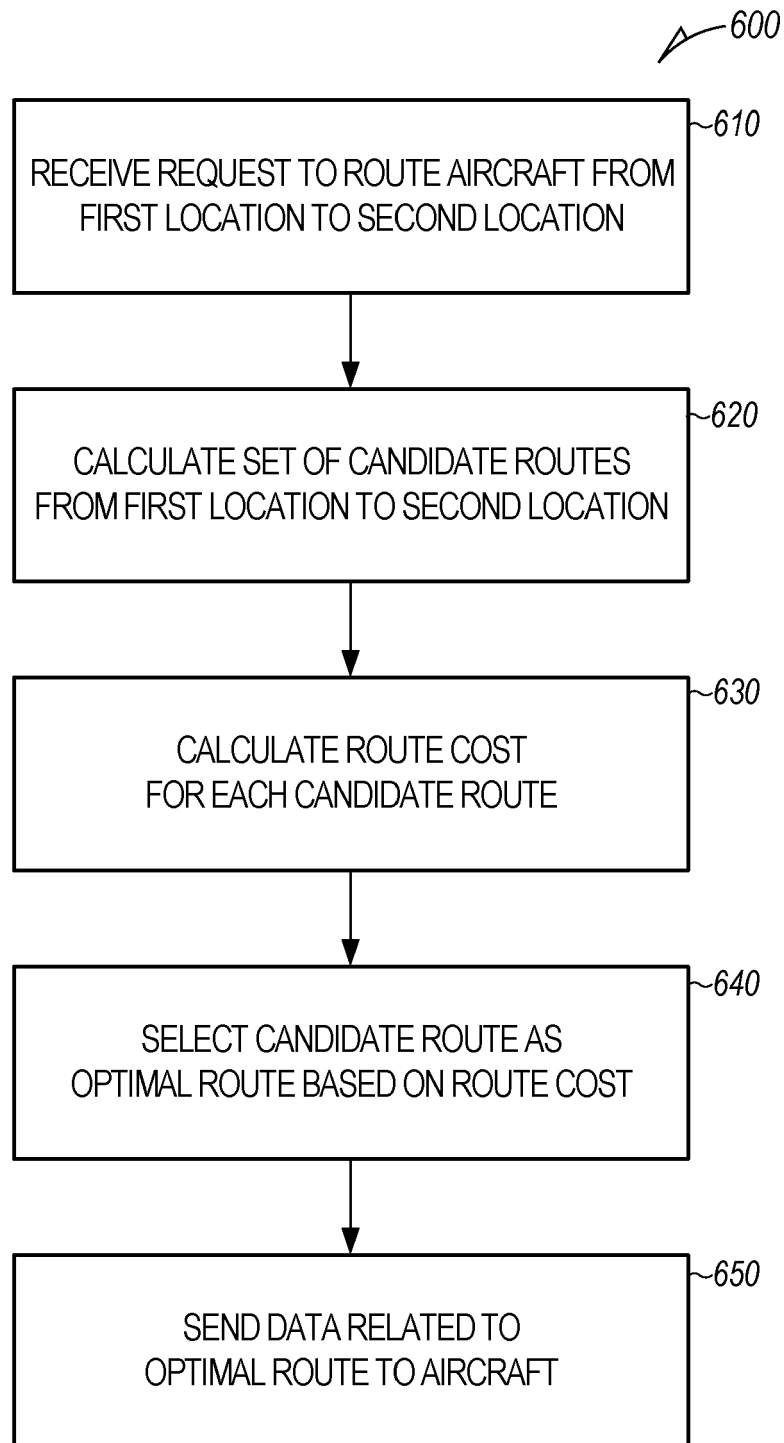 600
610
RECEIVE REQUEST TO ROUTE AIRCRAFT FROM
FIRST LOCATION TO SECOND LOCATION
620
CALCULATE SET OF CANDIDATE ROUTES
FROM FIRST LOCATION TO SECOND LOCATION
630
CALCULATE ROUTE COST
FOR EACH CANDIDATE ROUTE
640
SELECT CANDIDATE ROUTE AS
OPTIMAL ROUTE BASED ON ROUTE COST
650
SEND DATA RELATED TO
OPTIMAL ROUTE TO AIRCRAFT